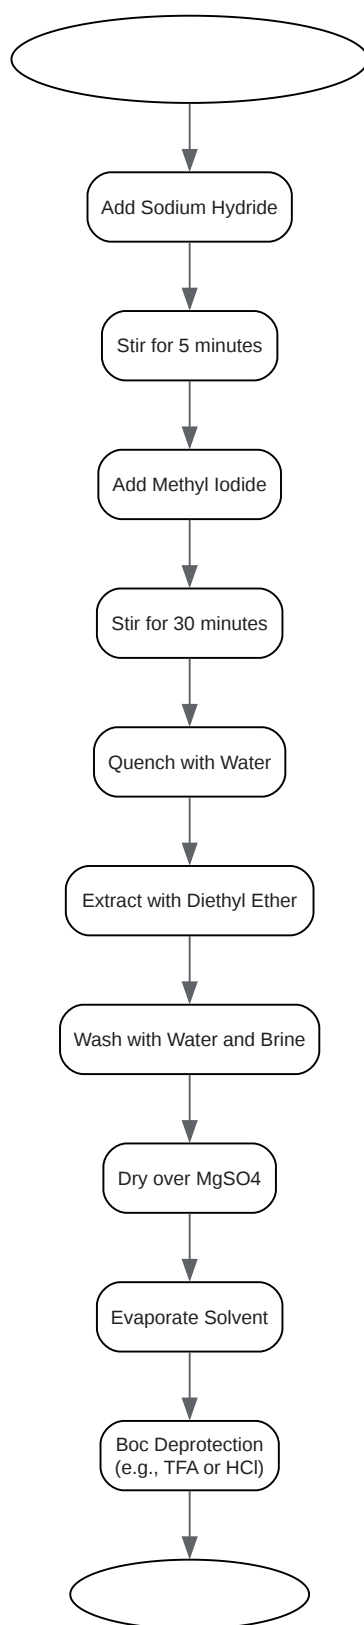 Add Sodium Hydride
Stir for 5 minutes
Add Methyl Iodide
Stir for 30 minutes
Quench with Water
Extract with Diethyl Ether
Wash with Water and Brine
Dry over MgSO4
Evaporate Solvent
Boc Deprotection
(e.g., TFA or HCl)